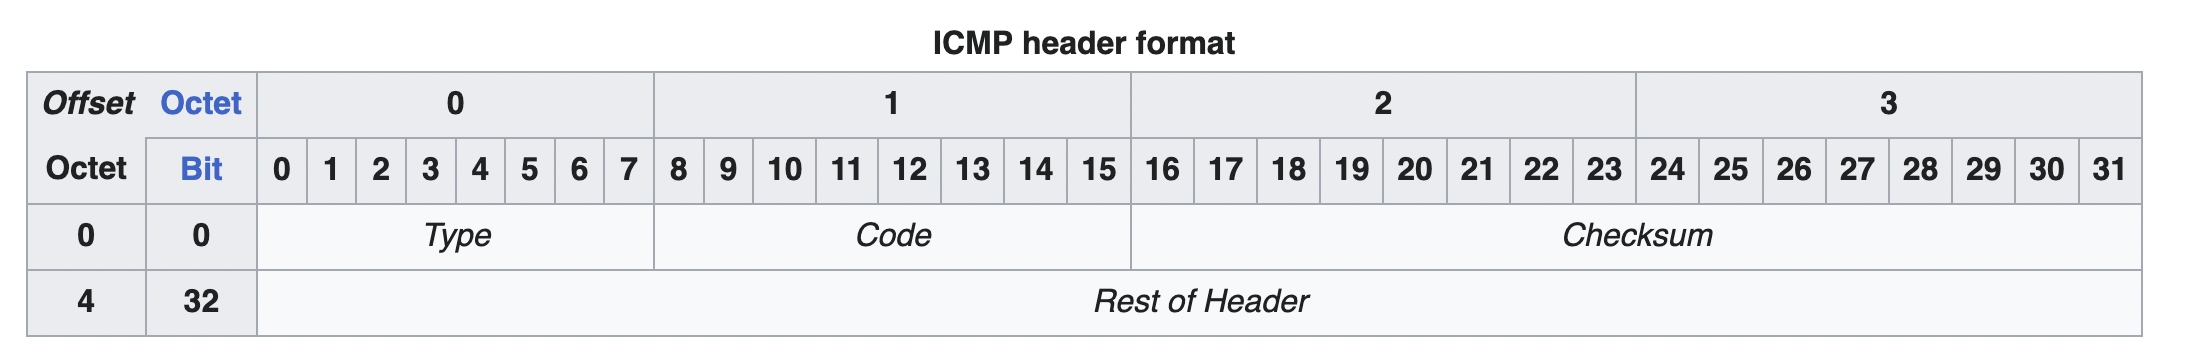 ICMP header format
Offset Octet 0 1 2 3
Octet Bit 0 1 2 3 4 5 6 7 8 9 10 11 12 13 14 15 16 17 18 19 20 21 22 23 24 25 26 27 28 29 30 31
0 0 Type Code Checksum
4 32 Rest of Header